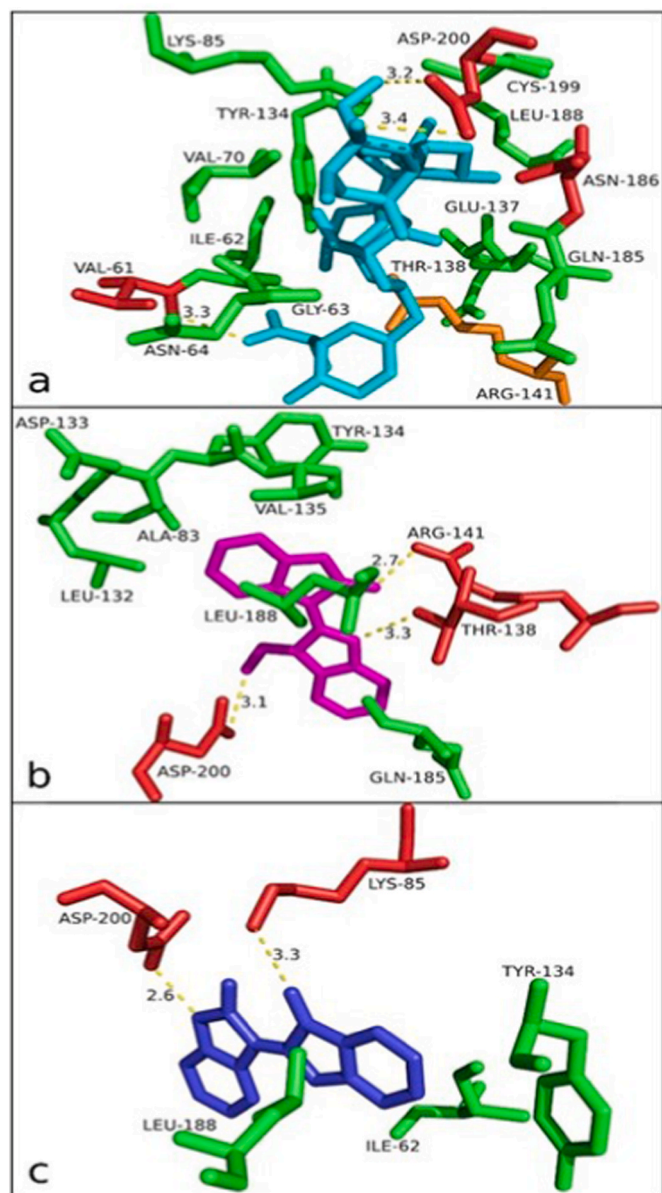 LYS-85
ASP-200
3.2
CYS-199
TYR-134
3.4
LEU-188
VAL-70
ASN-186
GLU-137
ILE-62
GLN-185
VAL-61
THR-138
3.3
GLY-63
ASN-64
ARG-141
a
ASP-133
TYR-134
VAL-135
ALA-83
ARG-141
2.7
LEU-132
LEU-188
3.3
THR-138
3.1
ASP-200
GLN-185
b
LYS-85
ASP-200
3.3
TYR-134
2.6
LEU-188
ILE-62
c